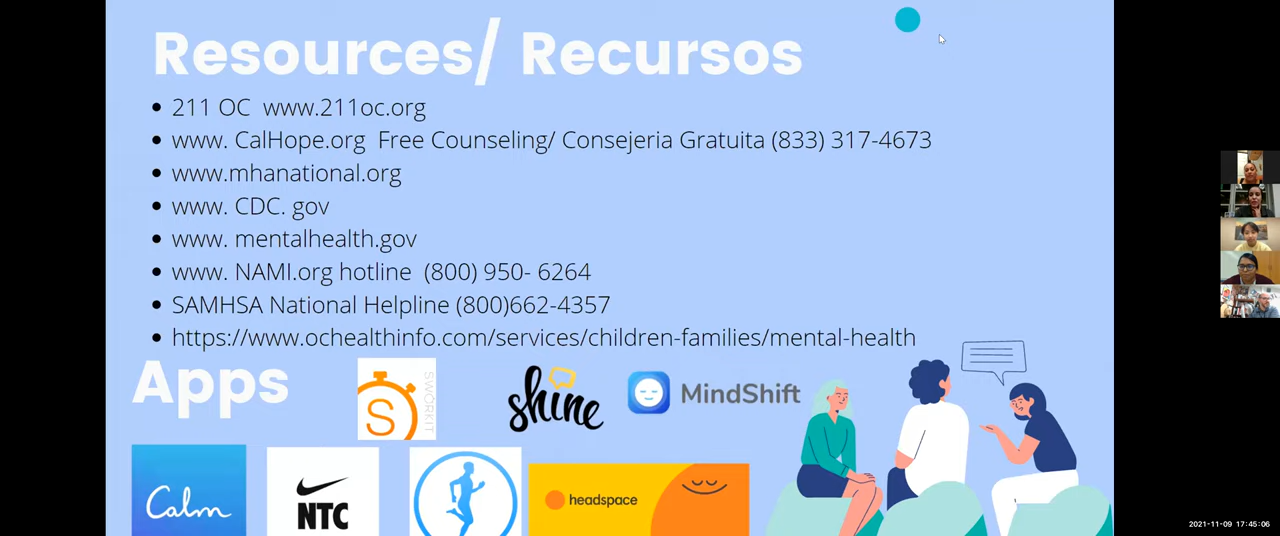 Resources/ Recursos
211 OC  www.211oc.org
www. CalHope.org  Free Counseling/ Consejeria Gratuita (833) 317-4673
www.mhanational.org
www. CDC. gov
www. mentalhealth.gov
www. NAMI.org hotline  (800) 950- 6264
SAMHSA National Helpline (800)662-4357
https://www.ochealthinfo.com/services/children-families/mental-health
Apps
S
SWORKIT
shine
MindShift
Calm
NTC
headspace
2021-11-09 17:45:06